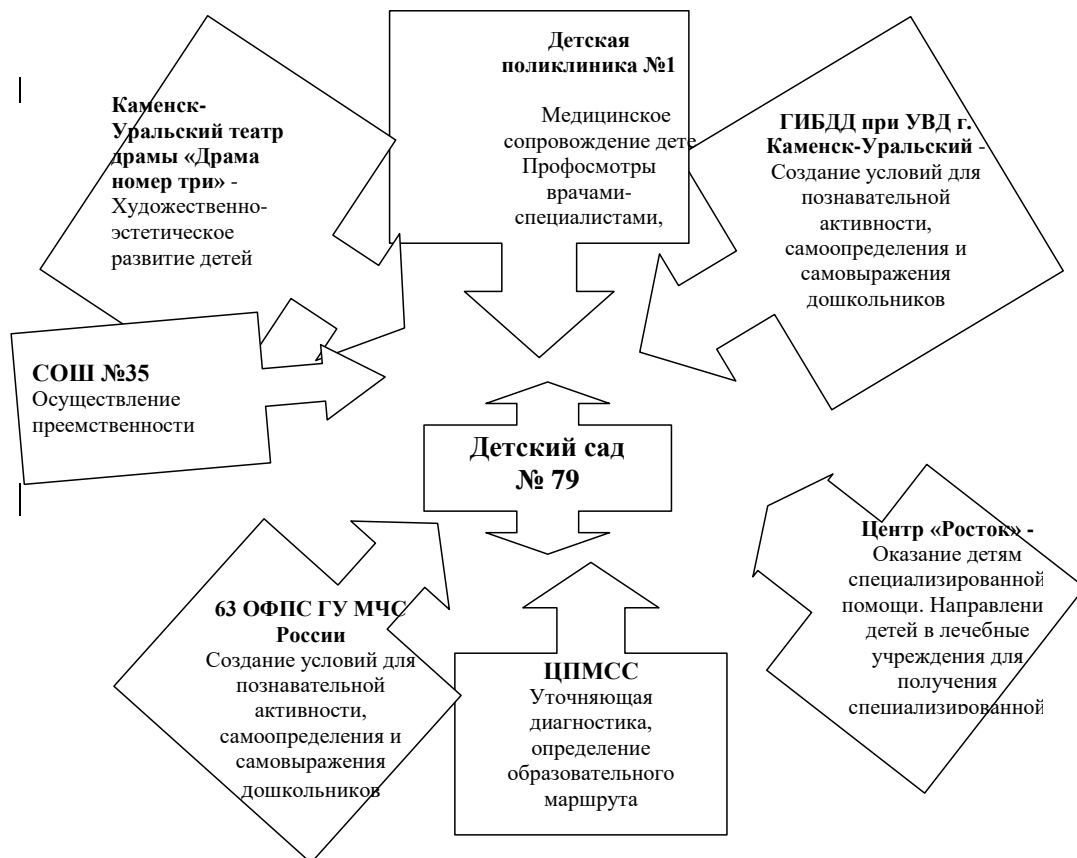 Детская
поликлиника №1
Медицинское
сопровождение дете
Профосмотры
врачами-
специалистами,
Каменск-
Уральский театр
драмы «Драма
номер три» -
Художественно-
эстетическое
развитие детей
ГИБДД при УВД г.
Каменск-Уральский -
Создание условий для
познавательной
активности,
самоопределения и
самовыражения
дошкольников
СОШ №35
Осуществление
преемственности
Детский сад
№ 79
63 ОФПС ГУ МЧС
России
Создание условий для
познавательной
активности,
самоопределения и
самовыражения
дошкольников
ЦПМСС
Уточняющая
диагностика,
определение
образовательного
маршрута
Центр «Росток» -
Оказание детям
специализированной
помощи. Направлени
детей в лечебные
учреждения для
получения
специализированной